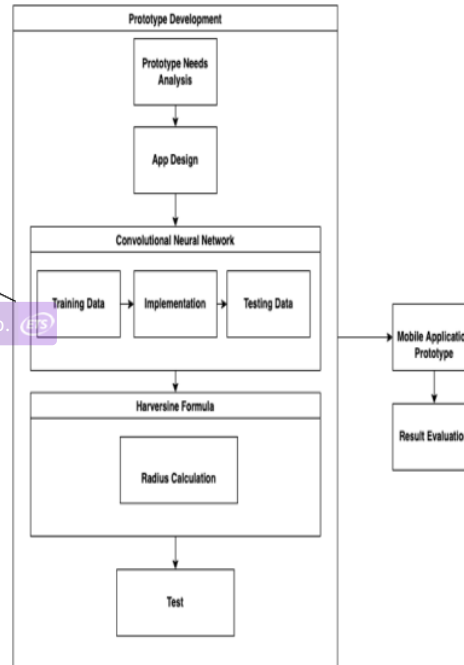 Prototype Development
Prototype Needs
Analysis
App Design
Convolutional Neural Network
Training Data
Implementation
Testing Data
p. ETS
Harversine Formula
Radius Calculation
Test
Mobile Applicatio
Prototype
Result Evaluatio